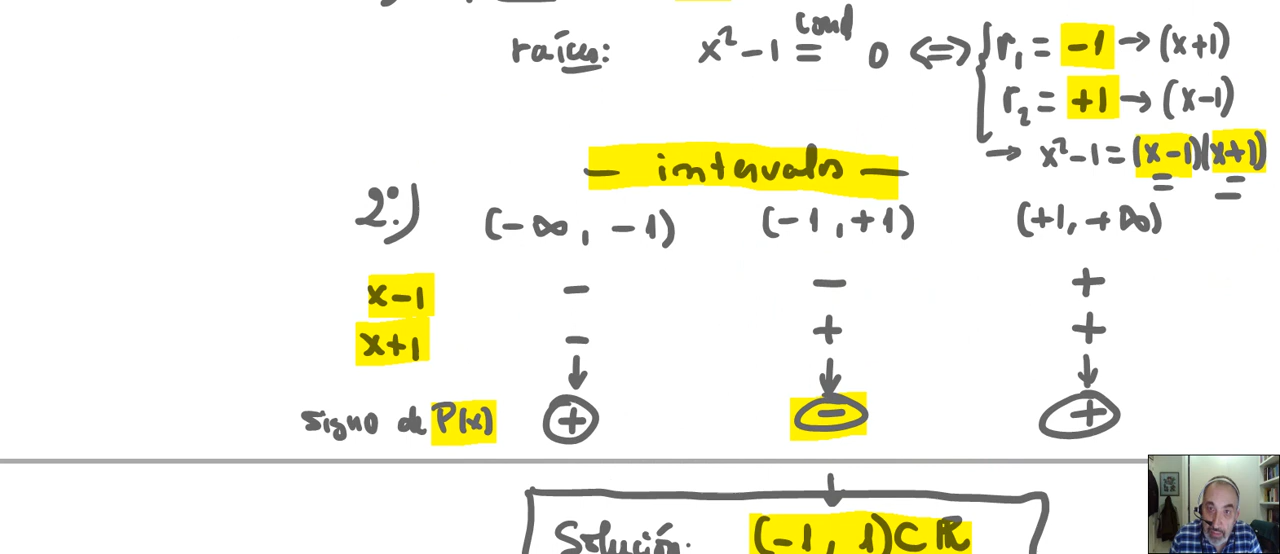 raíces: x²-1 = 0 ⇔ { r₁ = -1 → (x+1)
cond
r₂ = +1 → (x-1)
→ x²-1 = (x-1)(x+1)
— intervalos —
2º) (-∞, -1) (-1, +1) (+1, +∞)
x-1 - - +
x+1 - + +
↓ ↓ ↓
signo de P(x) + - +
↓
Solución: (-1, 1) ⊂ ℝ